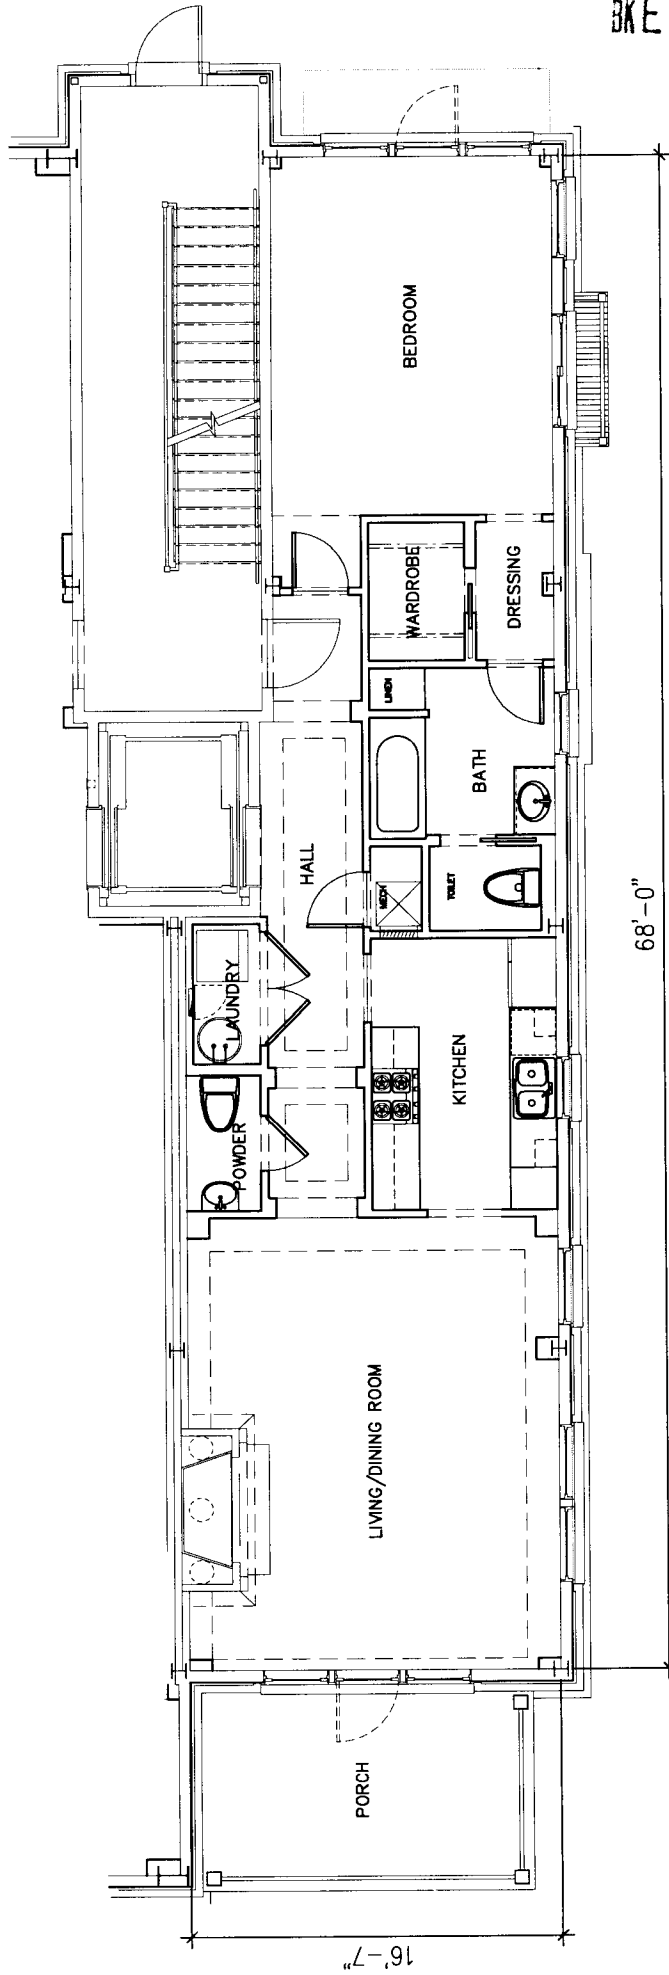 BKE
BEDROOM
WARDROBE
DRESSING
LINEN
BATH
HALL
MECH
TOILET
68'-0"
LAUNDRY
KITCHEN
POWDER
LIVING/DINING ROOM
PORCH
16'-7"